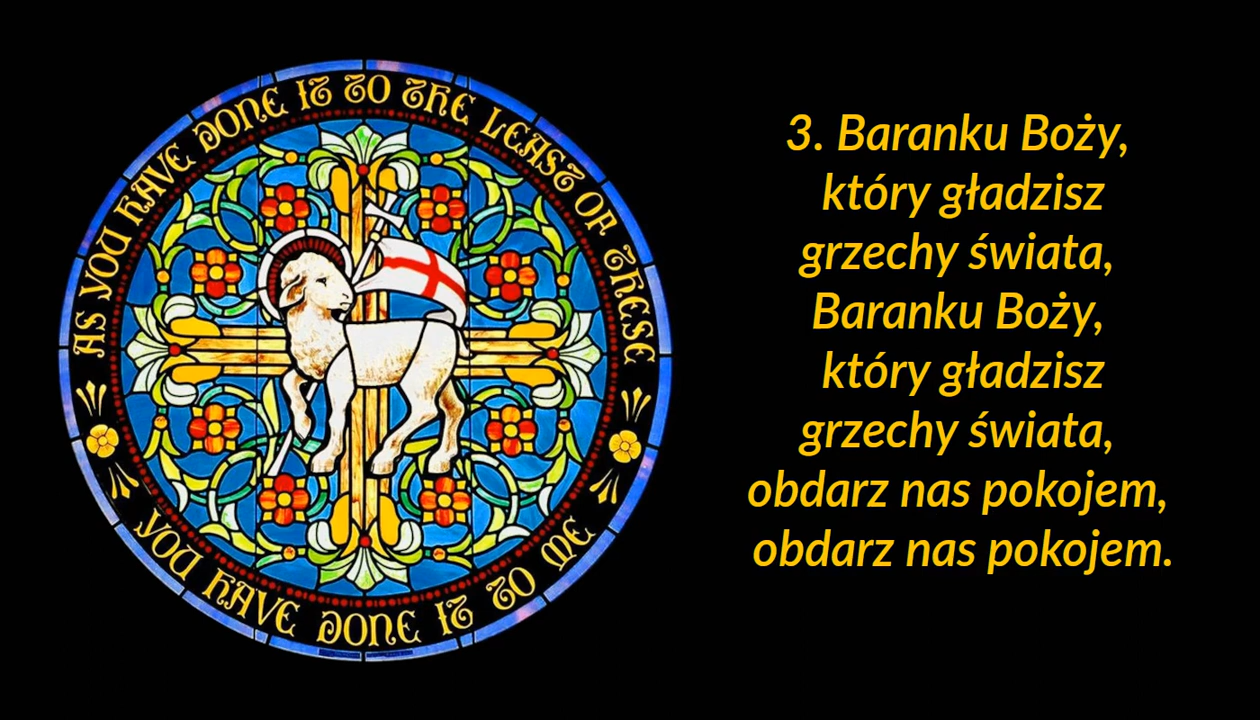 AS YOU HAVE DONE IT TO THE LEAST OF THESE
YOU HAVE DONE IT TO ME
3. Baranku Boży,
który gładzisz
grzechy świata,
Baranku Boży,
który gładzisz
grzechy świata,
obdarz nas pokojem,
obdarz nas pokojem.